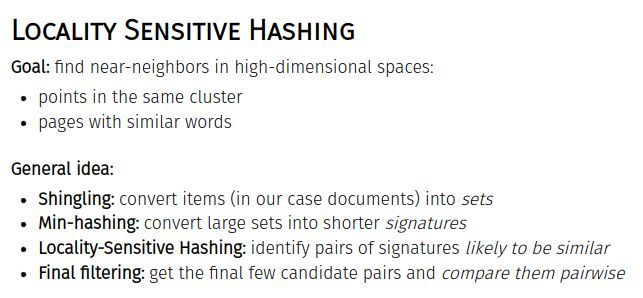 Locality Sensitive Hashing
Goal: find near-neighbors in high-dimensional spaces:
• points in the same cluster
• pages with similar words
General idea:
• Shingling: convert items (in our case documents) into sets
• Min-hashing: convert large sets into shorter signatures
• Locality-Sensitive Hashing: identify pairs of signatures likely to be similar
• Final filtering: get the final few candidate pairs and compare them pairwise